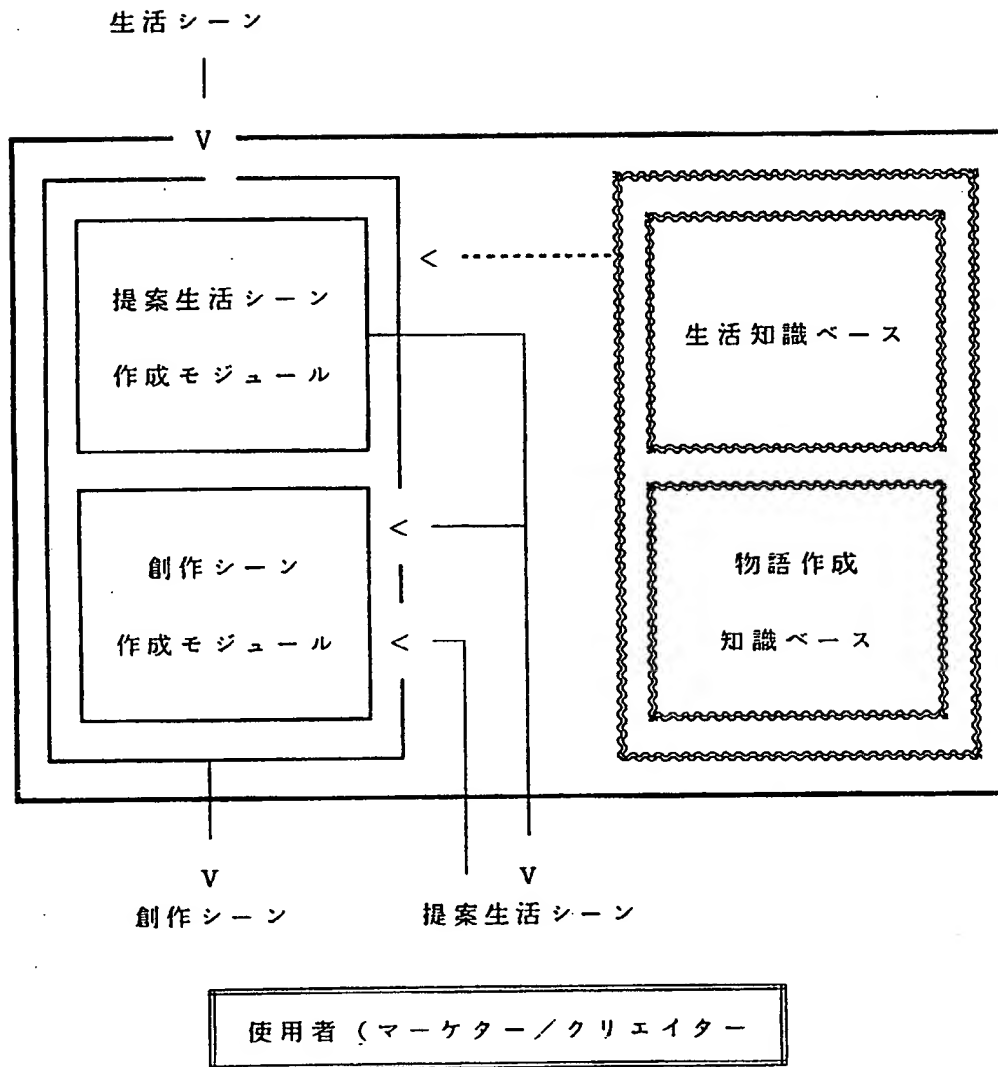 生活シーン
V
提案生活シーン
作成モジュール
<
生活知識ベース
創作シーン
作成モジュール
<
<
物語作成
知識ベース
V
創作シーン
V
提案生活シーン
使用者(マーケター/クリエイター